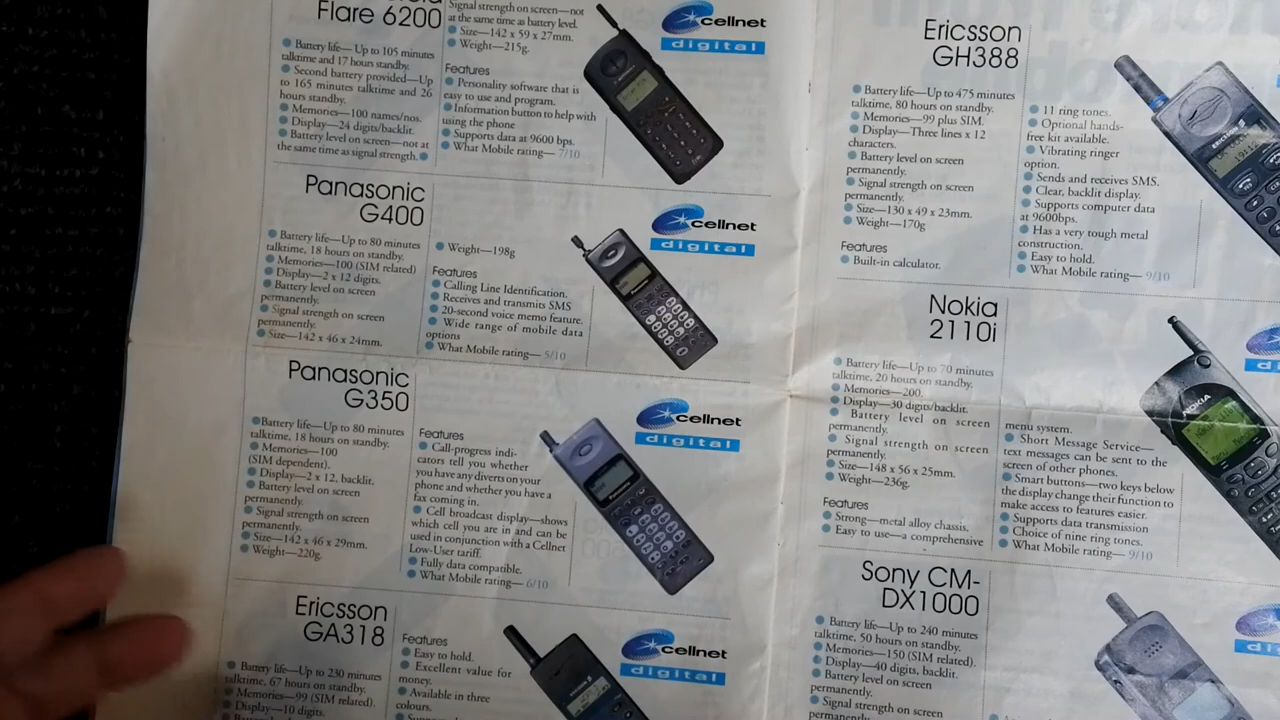 Flare 6200
Battery life— Up to 105 minutes
talktime and 17 hours standby.
Second battery provided—Up
to 165 minutes talktime and 26
hours standby.
Memories—100 names/nos.
Display—24 digits/backlit.
Battery level on screen—not at
the same time as signal strength.
Signal strength on screen—not
at the same time as battery level.
Size—142 x 59 x 27mm.
Weight—215g.
Features
Personality software that is
easy to use and program.
Information button to help with
using the phone
Supports data at 9600 bps.
What Mobile rating— 7/10
cellnet
digital
Panasonic
G400
Battery life—Up to 80 minutes
talktime, 18 hours on standby.
Memories—100 (SIM related)
Display—2 x 12 digits.
Battery level on screen
permanently.
Signal strength on screen
permanently.
Size—142 x 46 x 24mm.
Weight—198g
Features
Calling Line Identification.
Receives and transmits SMS
20-second voice memo feature.
Wide range of mobile data
options
What Mobile rating— 5/10
cellnet
digital
Panasonic
G350
Battery life—Up to 80 minutes
talktime, 18 hours on standby.
Memories—100
(SIM dependent).
Display—2 x 12, backlit.
Battery level on screen
permanently.
Signal strength on screen
permanently.
Size—142 x 46 x 29mm.
Weight—220g.
Features
Call-progress indi-
cators tell you whether
you have any diverts on your
phone and whether you have a
fax coming in.
Cell broadcast display—shows
which cell you are in and can be
used in conjunction with a Cellnet
Low-User tariff.
Fully data compatible.
What Mobile rating— 6/10
cellnet
digital
Ericsson
GA318
Battery life—Up to 230 minutes
talktime, 67 hours on standby.
Memories—99 (SIM related).
Display—10 digits.
Features
Easy to hold.
Excellent value for
money.
Available in three
colours.
cellnet
digital
Ericsson
GH388
Battery life—Up to 475 minutes
talktime, 80 hours on standby.
Memories—99 plus SIM.
Display—Three lines x 12
characters.
Battery level on screen
permanently.
Signal strength on screen
permanently.
Size—130 x 49 x 23mm.
Weight—170g
Features
Built-in calculator.
11 ring tones.
Optional hands-
free kit available.
Vibrating ringer
option.
Sends and receives SMS.
Clear, backlit display.
Supports computer data
at 9600bps.
Has a very tough metal
construction.
Easy to hold.
What Mobile rating— 9/10
ERICSSON
Nokia
2110i
Battery life—Up to 70 minutes
talktime, 20 hours on standby.
Memories—200.
Display—30 digits/backlit.
Battery level on screen
permanently.
Signal strength on screen
permanently.
Size—148 x 56 x 25mm.
Weight—236g.
Features
Strong—metal alloy chassis.
Easy to use—a comprehensive
menu system.
Short Message Service—
text messages can be sent to the
screen of other phones.
Smart buttons—two keys below
the display change their function to
make access to features easier.
Supports data transmission
Choice of nine ring tones.
What Mobile rating— 9/10
NOKIA
Sony CM-
DX1000
Battery life—Up to 240 minutes
talktime, 50 hours on standby.
Memories—150 (SIM related).
Display—40 digits, backlit.
Battery level on screen
permanently.
Signal strength on screen
permanently.